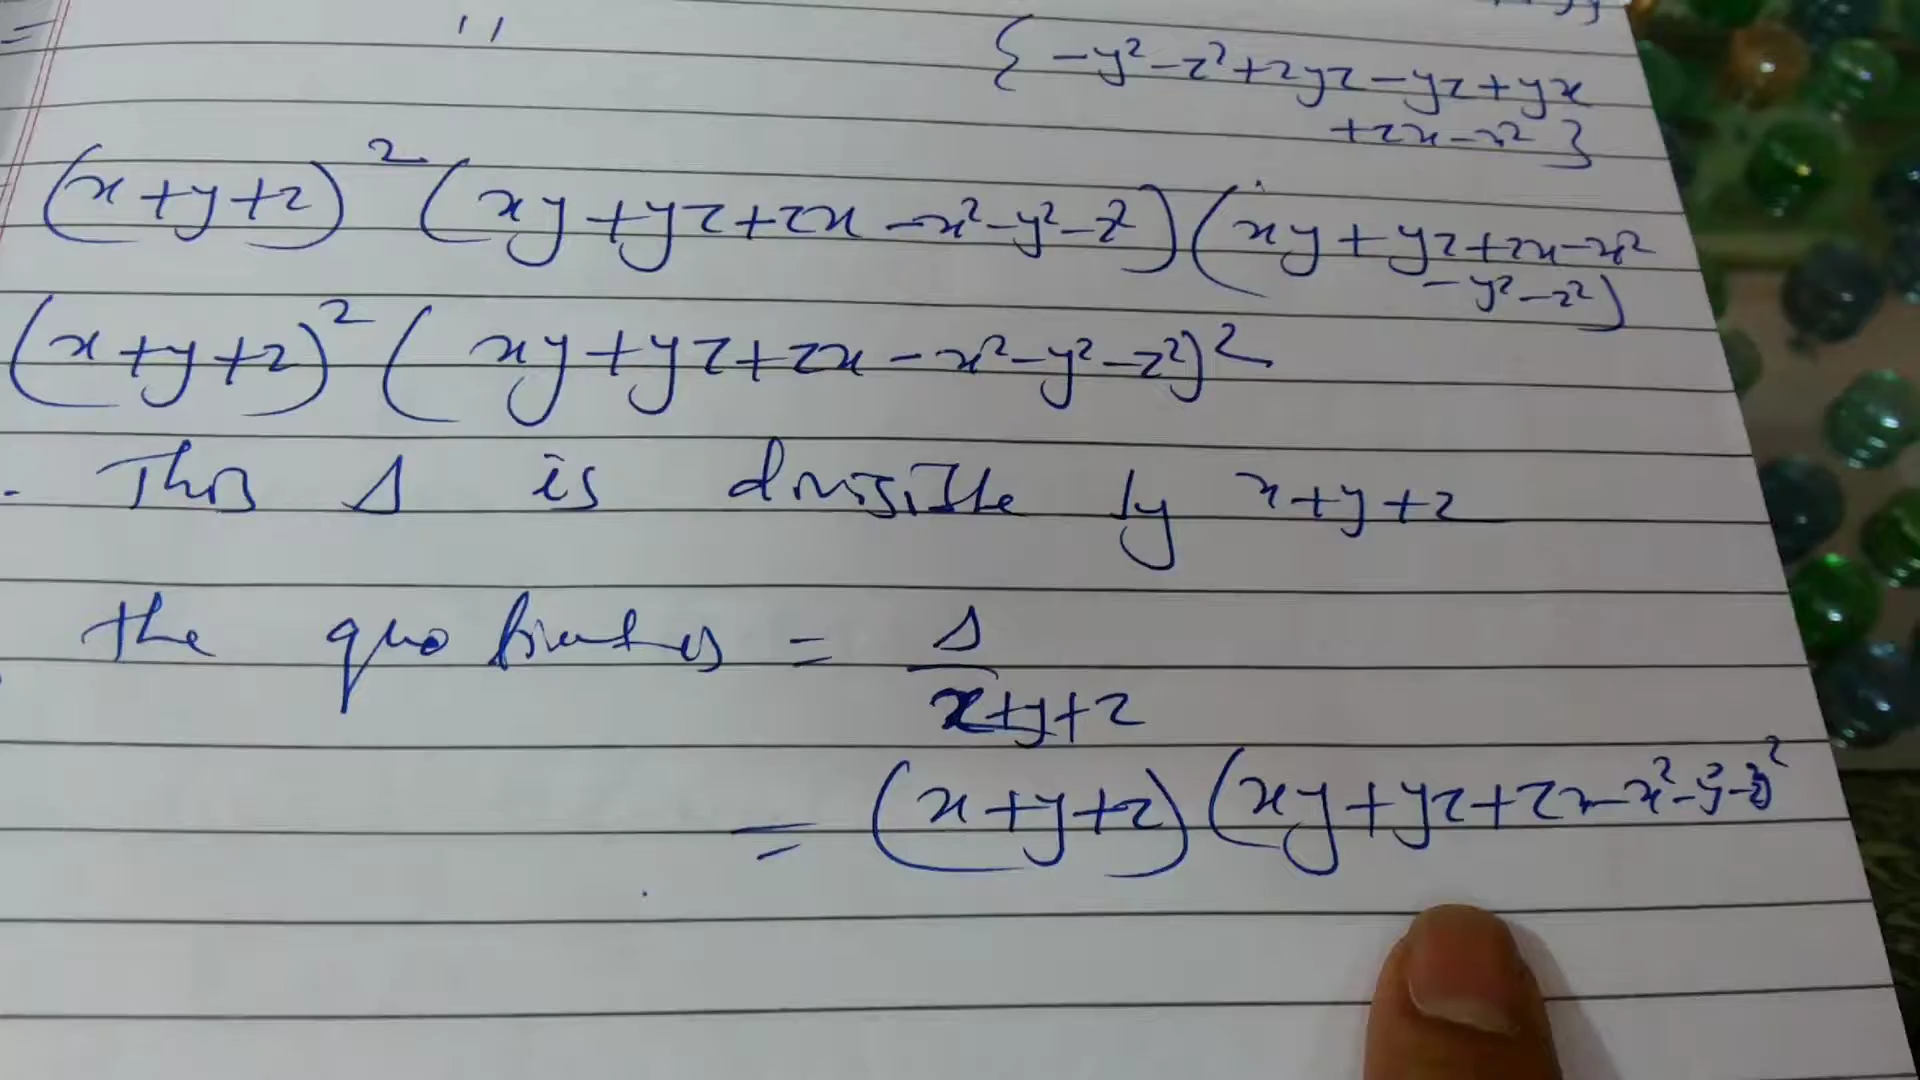 =
{ -y²-z²+2yz-yz+yx
+zx-x² }
(x+y+z)² (xy+yz+zx-x²-y²-z²)(xy+yz+zx-x²
-y²-z²)
(x+y+z)² (xy+yz+zx-x²-y²-z²)²
This Δ is divisible by x+y+z
the quotient is = Δ
x+y+z
= (x+y+z)(xy+yz+zx-x²-y²-z²)²